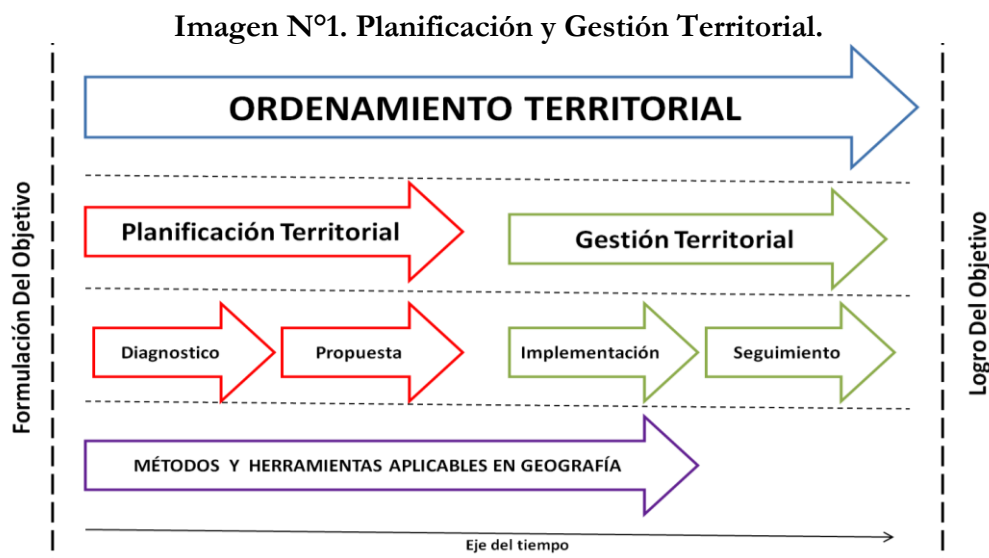 Imagen N°1. Planificación y Gestión Territorial.
ORDENAMIENTO TERRITORIAL
Formulación Del Objetivo
Logro Del Objetivo
Planificación Territorial
Gestión Territorial
Diagnostico
Propuesta
Implementación
Seguimiento
MÉTODOS Y HERRAMIENTAS APLICABLES EN GEOGRAFÍA
Eje del tiempo